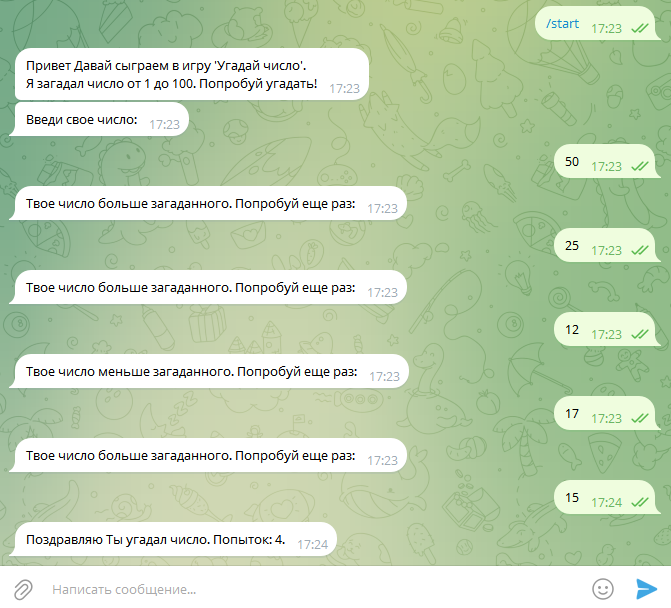 /start 17:23
Привет Давай сыграем в игру 'Угадай число'.
Я загадал число от 1 до 100. Попробуй угадать! 17:23
Введи свое число: 17:23
50 17:23
Твое число больше загаданного. Попробуй еще раз: 17:23
25 17:23
Твое число больше загаданного. Попробуй еще раз: 17:23
12 17:23
Твое число меньше загаданного. Попробуй еще раз: 17:23
17 17:23
Твое число больше загаданного. Попробуй еще раз: 17:23
15 17:24
Поздравляю Ты угадал число. Попыток: 4. 17:24
Написать сообщение...